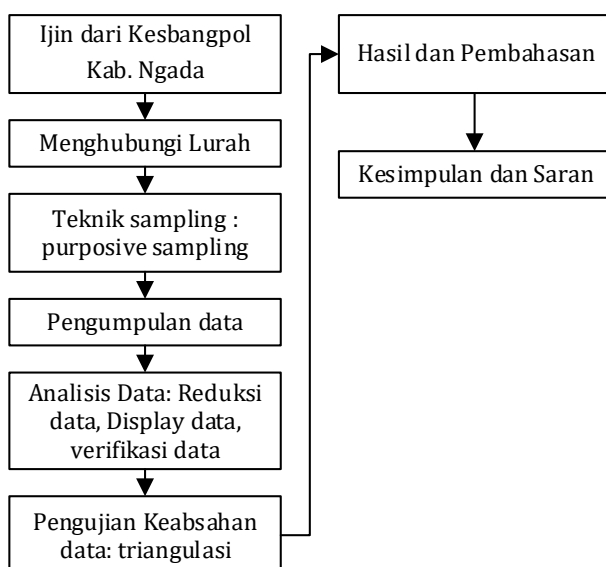 Ijin dari Kesbangpol
Kab. Ngada
Menghubungi Lurah
Teknik sampling :
purposive sampling
Pengumpulan data
Analisis Data: Reduksi
data, Display data,
verifikasi data
Pengujian Keabsahan
data: triangulasi
Hasil dan Pembahasan
Kesimpulan dan Saran